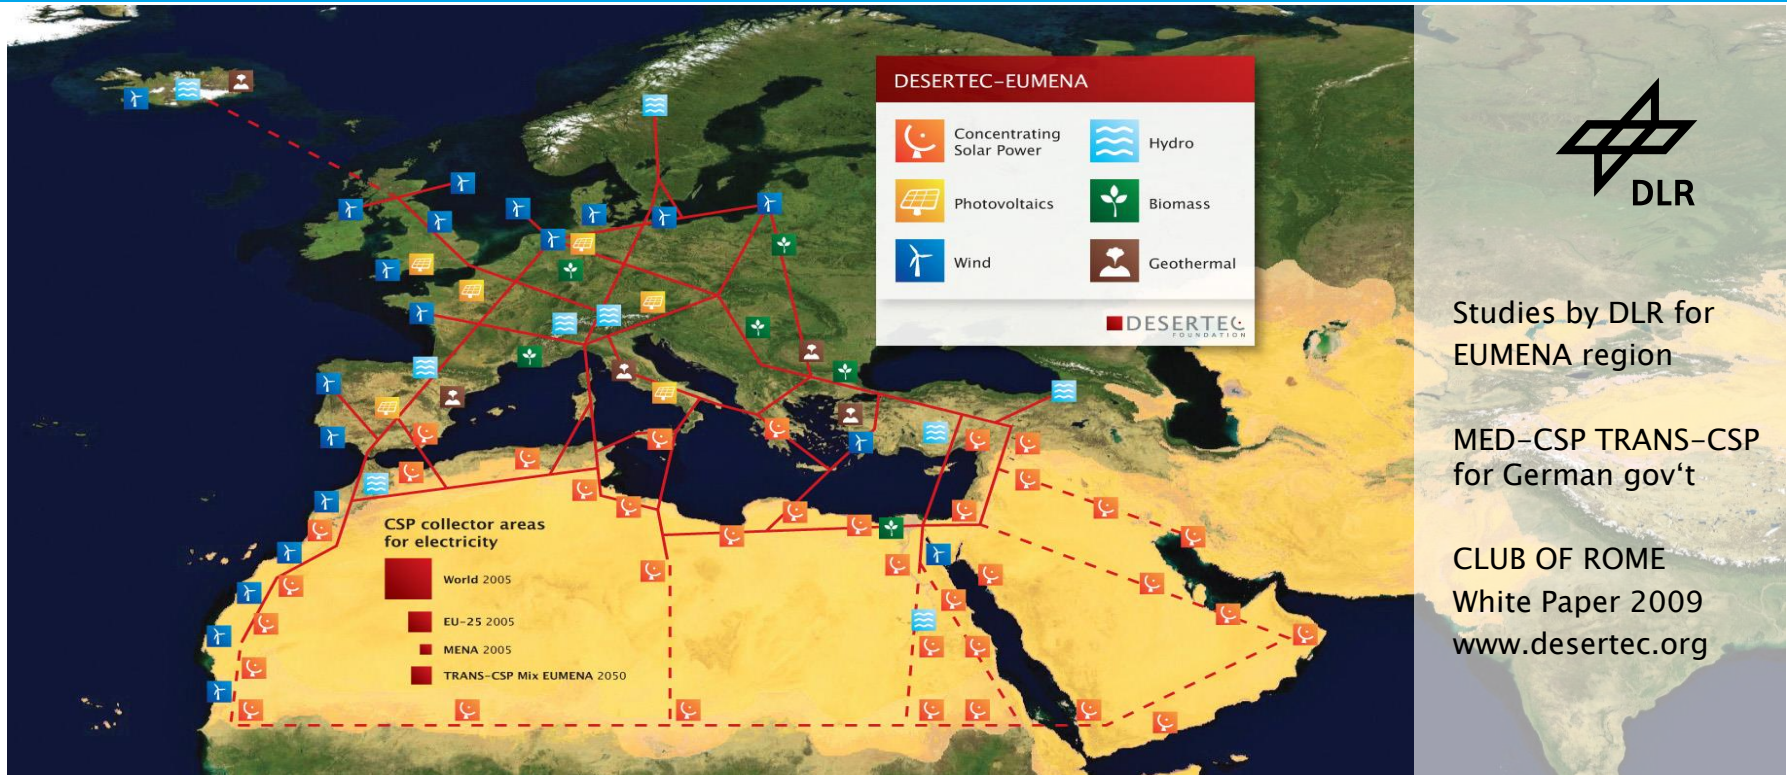 DESERTEC-EUMENA
Concentrating
Solar Power
Hydro
Photovoltaics
Biomass
Wind
Geothermal
DESERTEC
FOUNDATION
CSP collector areas
for electricity
World 2005
EU-25 2005
MENA 2005
TRANS-CSP Mix EUMENA 2050
DLR
Studies by DLR for
EUMENA region
MED-CSP TRANS-CSP
for German gov‘t
CLUB OF ROME
White Paper 2009
www.desertec.org